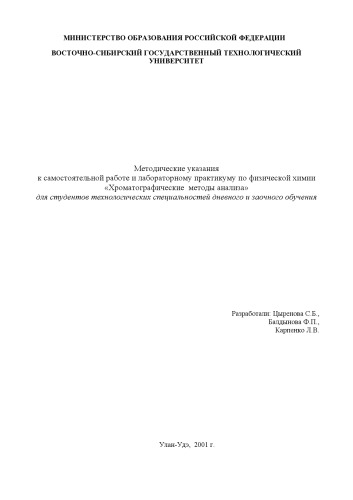 МИНИСТЕРСТВО ОБРАЗОВАНИЯ РОССИЙСКОЙ ФЕДЕРАЦИИ
ВОСТОЧНО-СИБИРСКИЙ ГОСУДАРСТВЕННЫЙ ТЕХНОЛОГИЧЕСКИЙ
УНИВЕРСИТЕТ
Методические указания
к самостоятельной работе и лабораторному практикуму по физической химии
«Хроматографические методы анализа»
для студентов технологических специальностей дневного и заочного обучения
Разработали: Цыренова С.Б.,
Балдынова Ф.П.,
Карпенко Л.В.
Улан-Удэ, 2001 г.